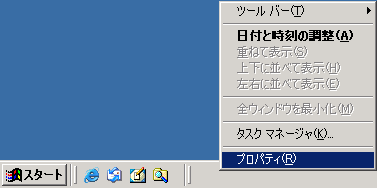 ツール バー(T)
日付と時刻の調整(A)
重ねて表示(S)
上下に並べて表示(H)
左右に並べて表示(E)
全ウィンドウを最小化(M)
タスク マネージャ(K)...
プロパティ(R)
スタート